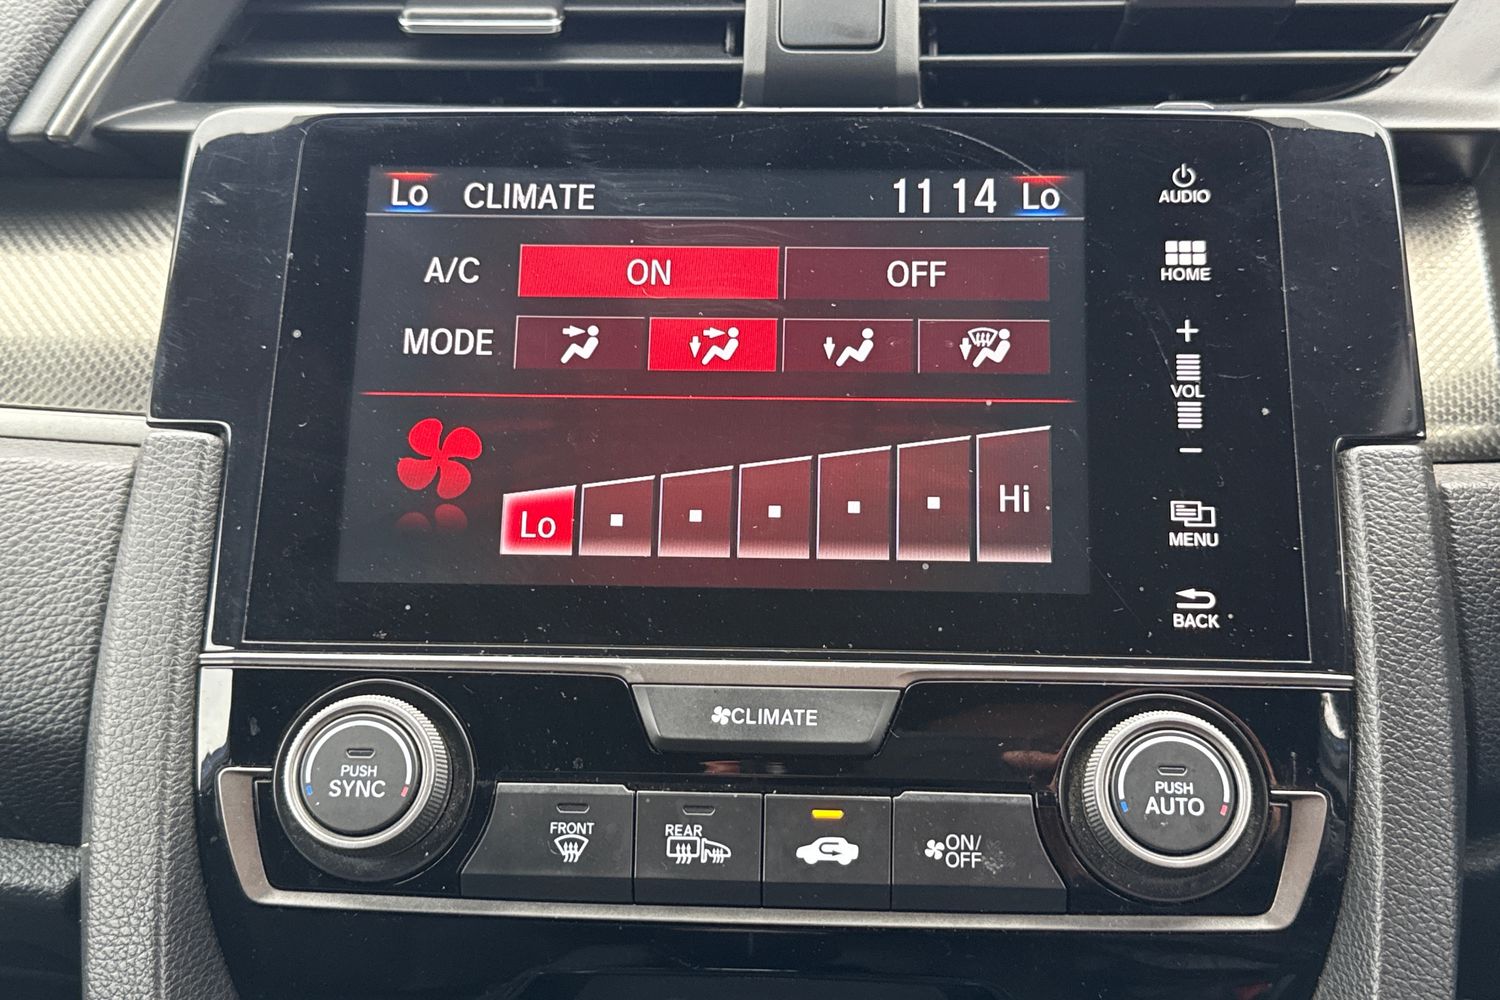 Lo CLIMATE 11 14 Lo
A/C ON OFF
MODE
Lo Hi
AUDIO
HOME
+
VOL
-
MENU
BACK
CLIMATE
PUSH
SYNC
FRONT
REAR
ON/
OFF
PUSH
AUTO